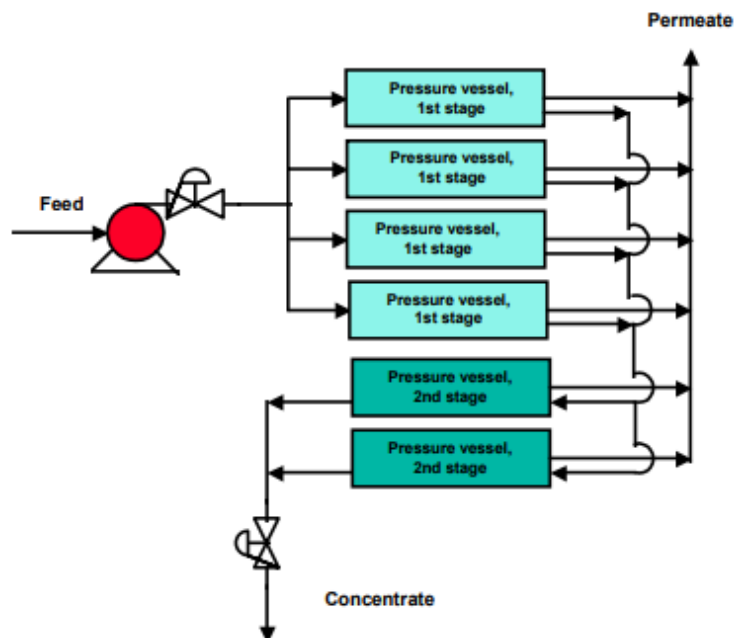 Permeate
Pressure vessel,
1st stage
Pressure vessel,
1st stage
Feed
Pressure vessel,
1st stage
Pressure vessel,
1st stage
Pressure vessel,
2nd stage
Pressure vessel,
2nd stage
Concentrate